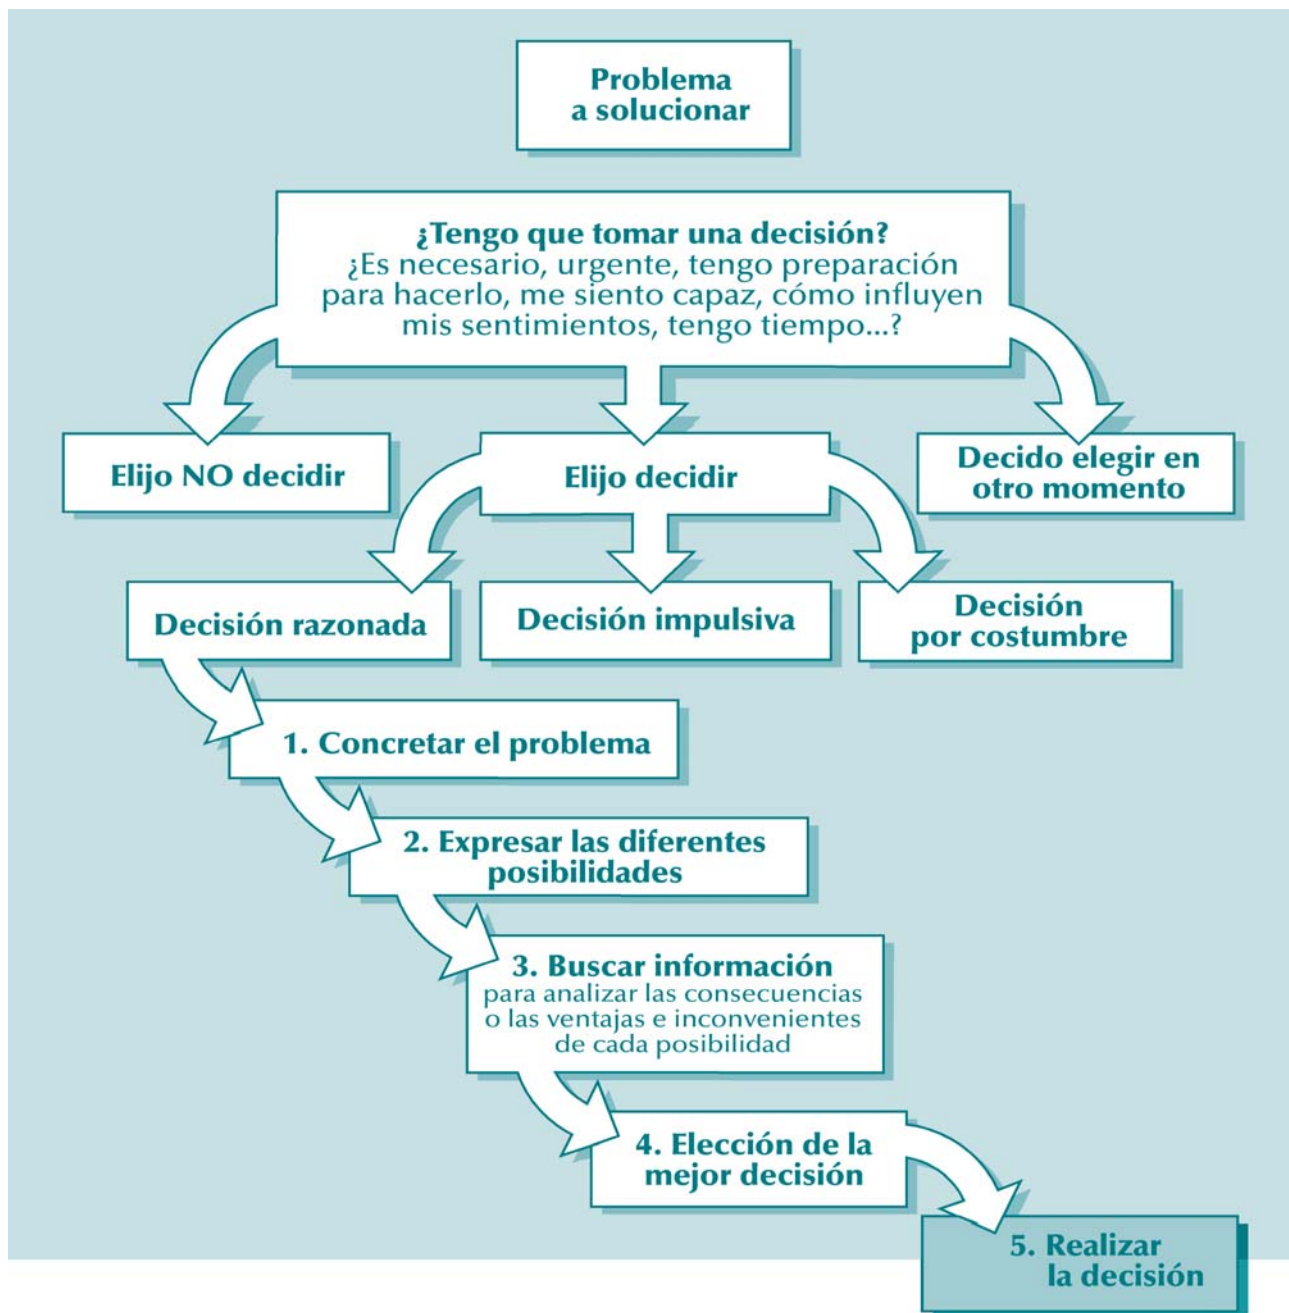 Problema
a solucionar
¿Tengo que tomar una decisión?
¿Es necesario, urgente, tengo preparación
para hacerlo, me siento capaz, cómo influyen
mis sentimientos, tengo tiempo...?
Elijo NO decidir
Elijo decidir
Decido elegir en
otro momento
Decisión razonada
Decisión impulsiva
Decisión
por costumbre
1. Concretar el problema
2. Expresar las diferentes
posibilidades
3. Buscar información
para analizar las consecuencias
o las ventajas e inconvenientes
de cada posibilidad
4. Elección de la
mejor decisión
5. Realizar
la decisión